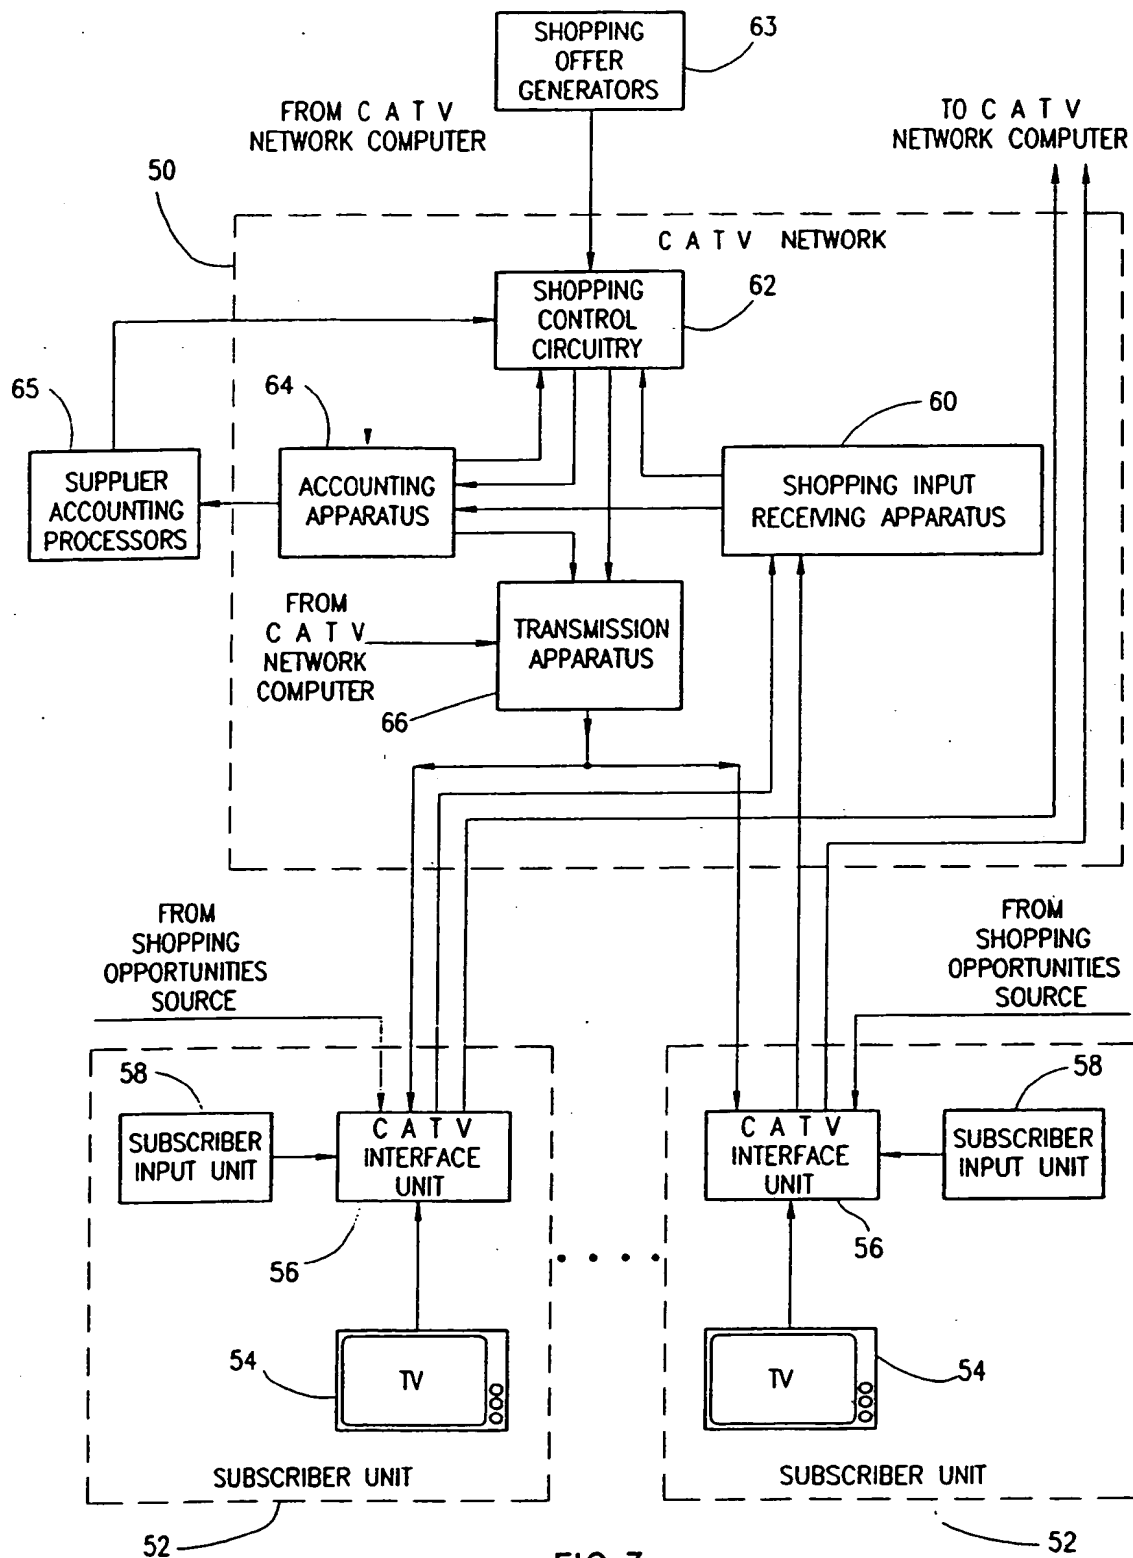 SHOPPING
OFFER
GENERATORS
63
FROM C A T V
NETWORK COMPUTER
TO C A T V
NETWORK COMPUTER
50
C A T V NETWORK
SHOPPING
CONTROL
CIRCUITRY
62
65
64
60
SUPPLIER
ACCOUNTING
PROCESSORS
ACCOUNTING
APPARATUS
SHOPPING INPUT
RECEIVING APPARATUS
FROM
C A T V
NETWORK
COMPUTER
TRANSMISSION
APPARATUS
66
FROM
SHOPPING
OPPORTUNITIES
SOURCE
FROM
SHOPPING
OPPORTUNITIES
SOURCE
58
SUBSCRIBER
INPUT UNIT
C A T V
INTERFACE
UNIT
56
C A T V
INTERFACE
UNIT
56
58
SUBSCRIBER
INPUT UNIT
54
TV
TV
54
SUBSCRIBER UNIT
SUBSCRIBER UNIT
52
52